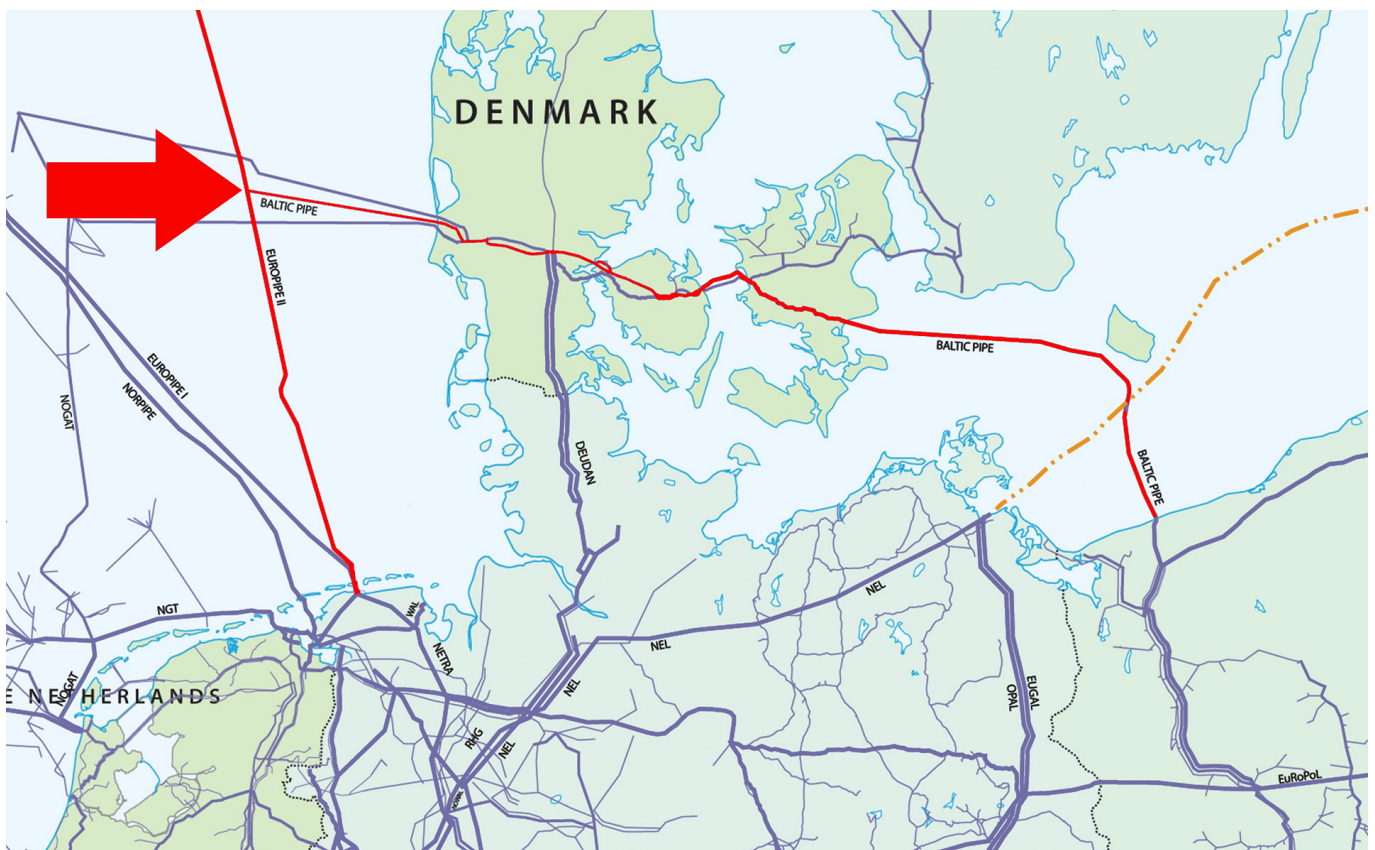 DENMARK
BALTIC PIPE
EUROPIPE II
EUROPIPE I
NORPIPE
NOGAT
BALTIC PIPE
BALTIC PIPE
DEUDAN
NGT
WAL
NETRA
NEL
NEL
NEL
NEL
RHG
NOGAT
E NETHERLANDS
OPAL
EUGAL
EuRoPoL